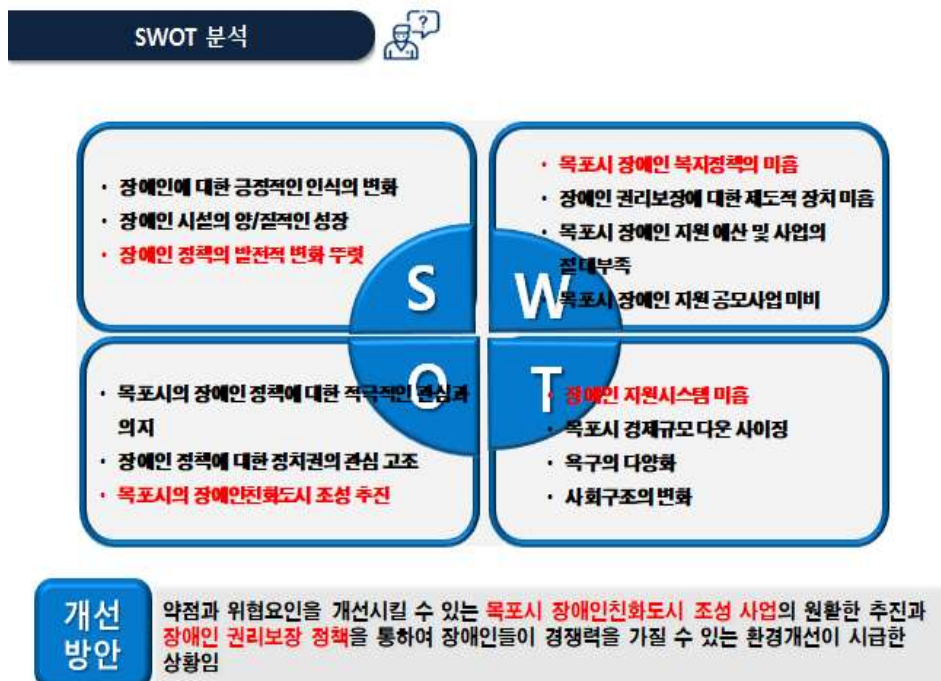 SWOT 분석
?
· 장애인에 대한 긍정적인 인식의 변화
· 장애인 시설의 양/질적인 성장
· 장애인 정책의 발전적 변화 뚜렷
S
· 목포시 장애인 복지정책의 미흡
· 장애인 권리보장에 대한 제도적 장치 미흡
· 목포시 장애인 지원 예산 및 사업의
절대부족
· 목포시 장애인 지원 공모사업 미비
W
· 목포시의 장애인 정책에 대한 적극적인 관심과
의지
· 장애인 정책에 대한 정치권의 관심 고조
· 목포시의 장애인친화도시 조성 추진
O
· 장애인 지원시스템 미흡
· 목포시 경제규모 다운 사이징
· 욕구의 다양화
· 사회구조의 변화
T
개선
방안
약점과 위협요인을 개선시킬 수 있는 목포시 장애인친화도시 조성 사업의 원활한 추진과
장애인 권리보장 정책을 통하여 장애인들이 경쟁력을 가질 수 있는 환경개선이 시급한
상황임